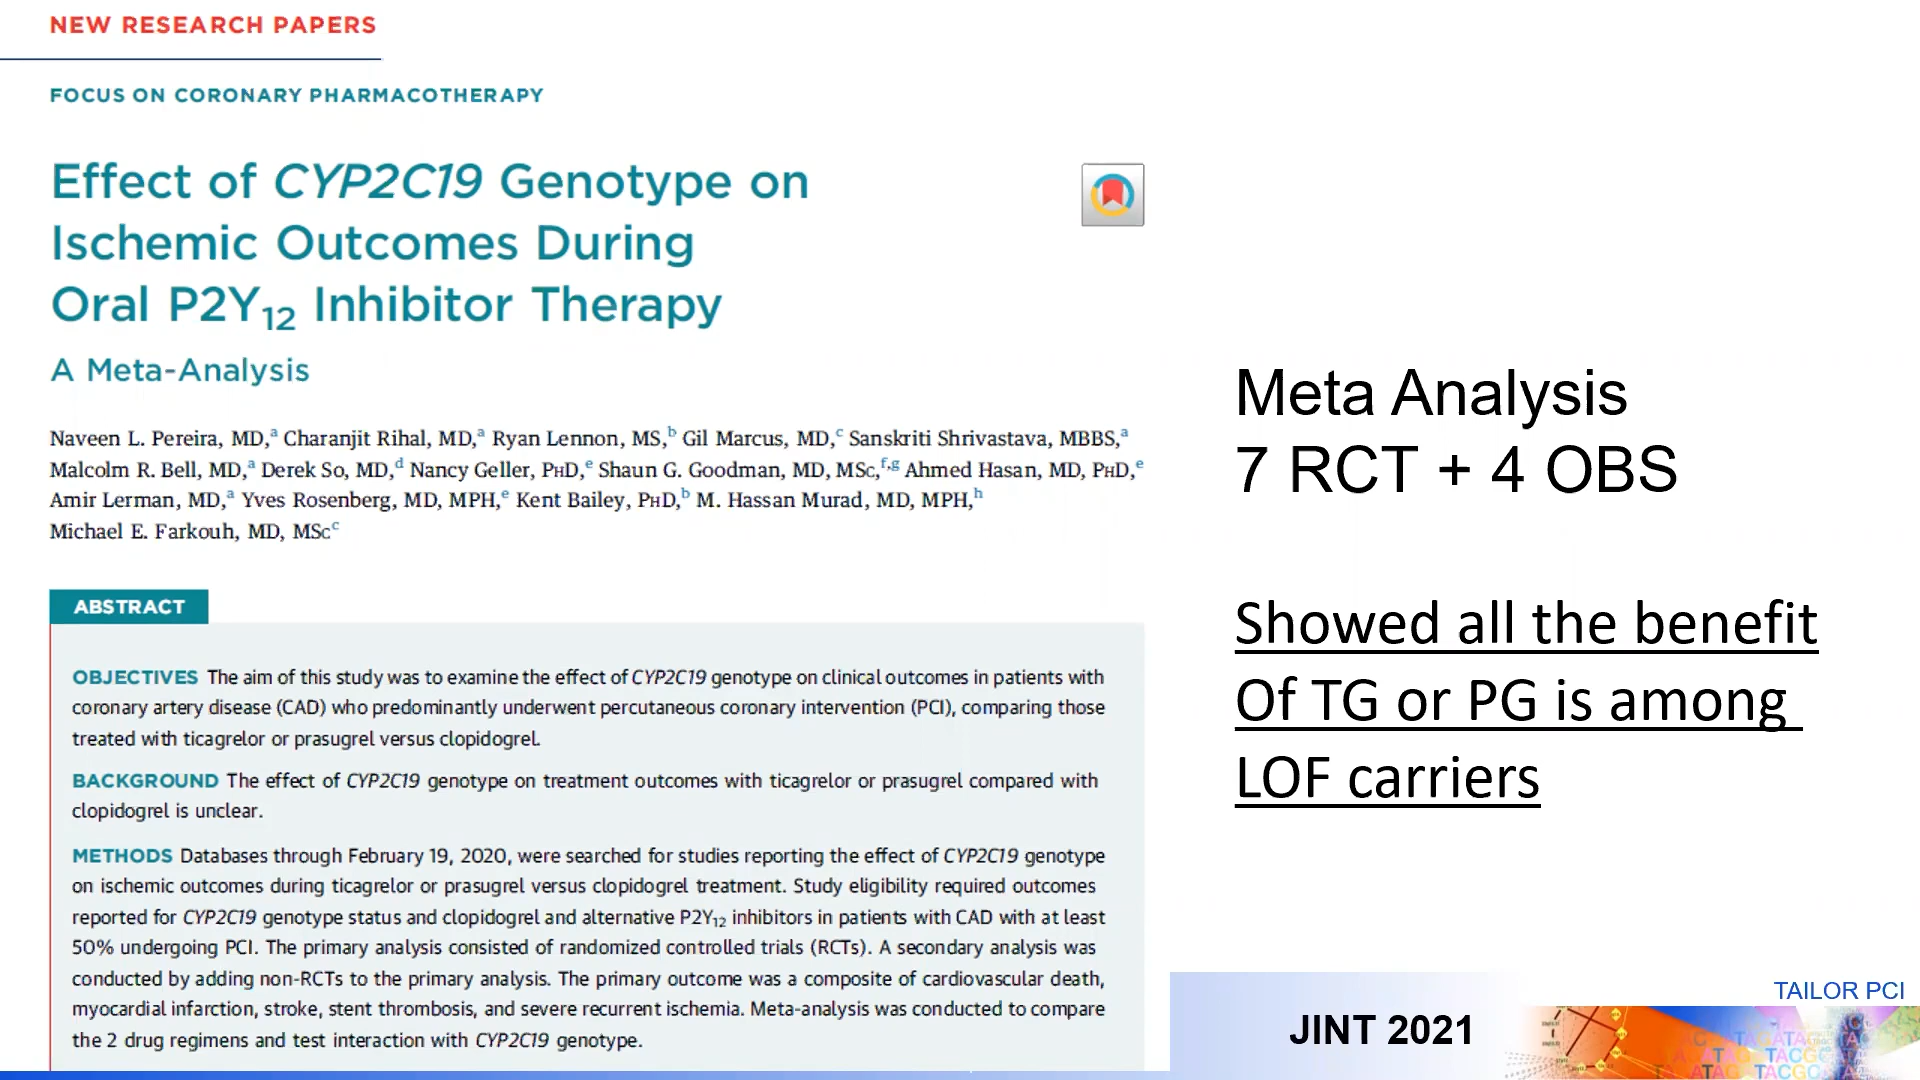 NEW RESEARCH PAPERS
FOCUS ON CORONARY PHARMACOTHERAPY
Effect of CYP2C19 Genotype on
Ischemic Outcomes During
Oral P2Y12 Inhibitor Therapy
A Meta-Analysis
Naveen L. Pereira, MD,a Charanjit Rihal, MD,a Ryan Lennon, MS,b Gil Marcus, MD,c Sanskriti Shrivastava, MBBS,a
Malcolm R. Bell, MD,a Derek So, MD,d Nancy Geller, PHD,e Shaun G. Goodman, MD, MSc,f,g Ahmed Hasan, MD, PHD,e
Amir Lerman, MD,a Yves Rosenberg, MD, MPH,e Kent Bailey, PHD,b M. Hassan Murad, MD, MPH,h
Michael E. Farkouh, MD, MScc
ABSTRACT
OBJECTIVES The aim of this study was to examine the effect of CYP2C19 genotype on clinical outcomes in patients with
coronary artery disease (CAD) who predominantly underwent percutaneous coronary intervention (PCI), comparing those
treated with ticagrelor or prasugrel versus clopidogrel.
BACKGROUND The effect of CYP2C19 genotype on treatment outcomes with ticagrelor or prasugrel compared with
clopidogrel is unclear.
METHODS Databases through February 19, 2020, were searched for studies reporting the effect of CYP2C19 genotype
on ischemic outcomes during ticagrelor or prasugrel versus clopidogrel treatment. Study eligibility required outcomes
reported for CYP2C19 genotype status and clopidogrel and alternative P2Y12 inhibitors in patients with CAD with at least
50% undergoing PCI. The primary analysis consisted of randomized controlled trials (RCTs). A secondary analysis was
conducted by adding non-RCTs to the primary analysis. The primary outcome was a composite of cardiovascular death,
myocardial infarction, stroke, stent thrombosis, and severe recurrent ischemia. Meta-analysis was conducted to compare
the 2 drug regimens and test interaction with CYP2C19 genotype.
Meta Analysis
7 RCT + 4 OBS
Showed all the benefit
Of TG or PG is among
LOF carriers
JINT 2021
TAILOR PCI